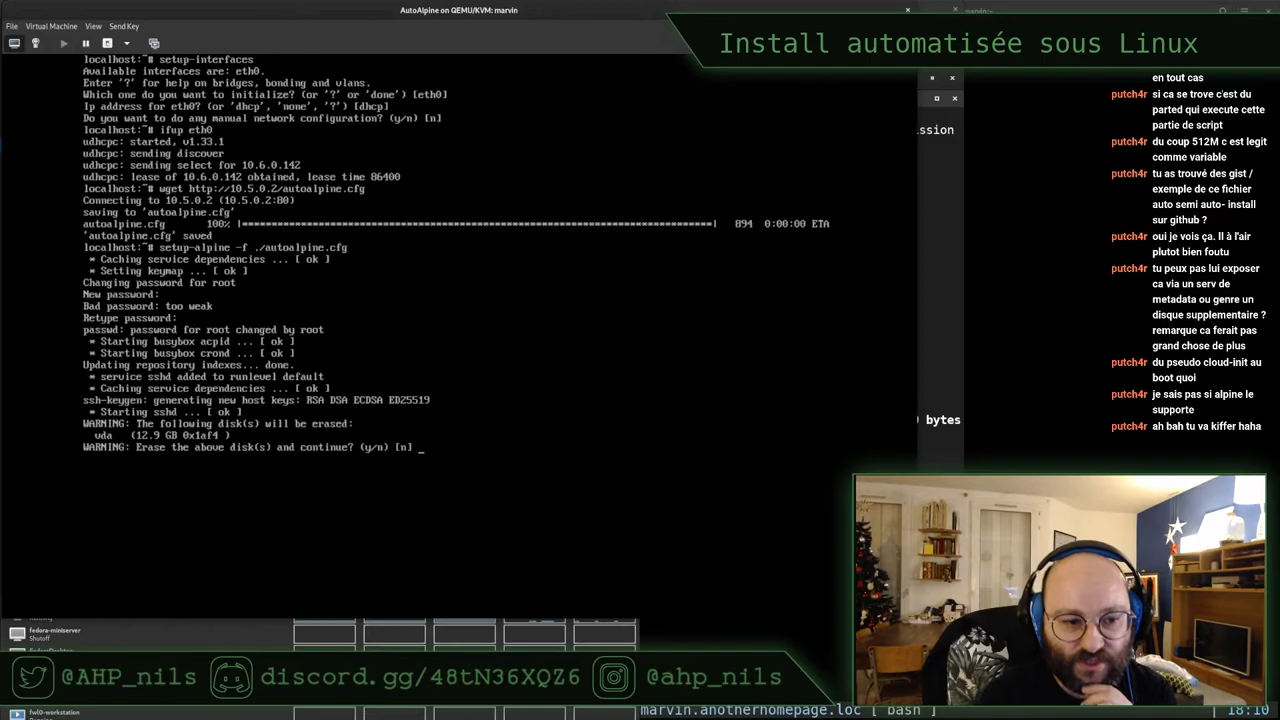 AutoAlpine on QEMU/KVM: marvin
File Virtual Machine View Send Key
Install automatisée sous Linux
localhost:~# setup-interfaces
Available interfaces are: eth0.
Enter '?' for help on bridges, bonding and vlans.
Which one do you want to initialize? (or '?' or 'done') [eth0]
Ip address for eth0? (or 'dhcp', 'none', '?') [dhcp]
Do you want to do any manual network configuration? (y/n) [n]
localhost:~# ifup eth0
udhcpc: started, v1.33.1
udhcpc: sending discover
udhcpc: sending select for 10.6.0.142
udhcpc: lease of 10.6.0.142 obtained, lease time 86400
localhost:~# wget http://10.5.0.2/autoalpine.cfg
Connecting to 10.5.0.2 (10.5.0.2:80)
saving to 'autoalpine.cfg'
autoalpine.cfg 100% |********************************| 894 0:00:00 ETA
'autoalpine.cfg' saved
localhost:~# setup-alpine -f ./autoalpine.cfg
* Caching service dependencies ... [ ok ]
* Setting keymap ... [ ok ]
Changing password for root
New password:
Bad password: too weak
Retype password:
passwd: password for root changed by root
* Starting busybox acpid ... [ ok ]
* Starting busybox crond ... [ ok ]
Updating repository indexes... done.
* service sshd added to runlevel default
* Caching service dependencies ... [ ok ]
ssh-keygen: generating new host keys: RSA DSA ECDSA ED25519
* Starting sshd ... [ ok ]
WARNING: The following disk(s) will be erased:
vda (12.9 GB 0x1af4 )
WARNING: Erase the above disk(s) and continue? (y/n) [n] _
ission
bytes
en tout cas
putch4r si ca se trove c'est du
parted qui execute cette
partie de script
putch4r du coup 512M c est legit
comme variable
putch4r tu as trouvé des gist /
exemple de ce fichier
auto semi auto- install
sur github ?
putch4r oui je vois ça. Il à l'air
plutot bien foutu
putch4r tu peux pas lui exposer
ca via un serv de
metadata ou genre un
disque supplementaire ?
remarque ca ferait pas
grand chose de plus
putch4r du pseudo cloud-init au
boot quoi
putch4r je sais pas si alpine le
supporte
putch4r ah bah tu va kiffer haha
fedora-miniserver
Shutoff
@AHP_nils discord.gg/48tN36XQZ6 @ahp_nils
fwl0-workstation
Running
marvin.anotherhomepage.loc [ bash ] 18:10